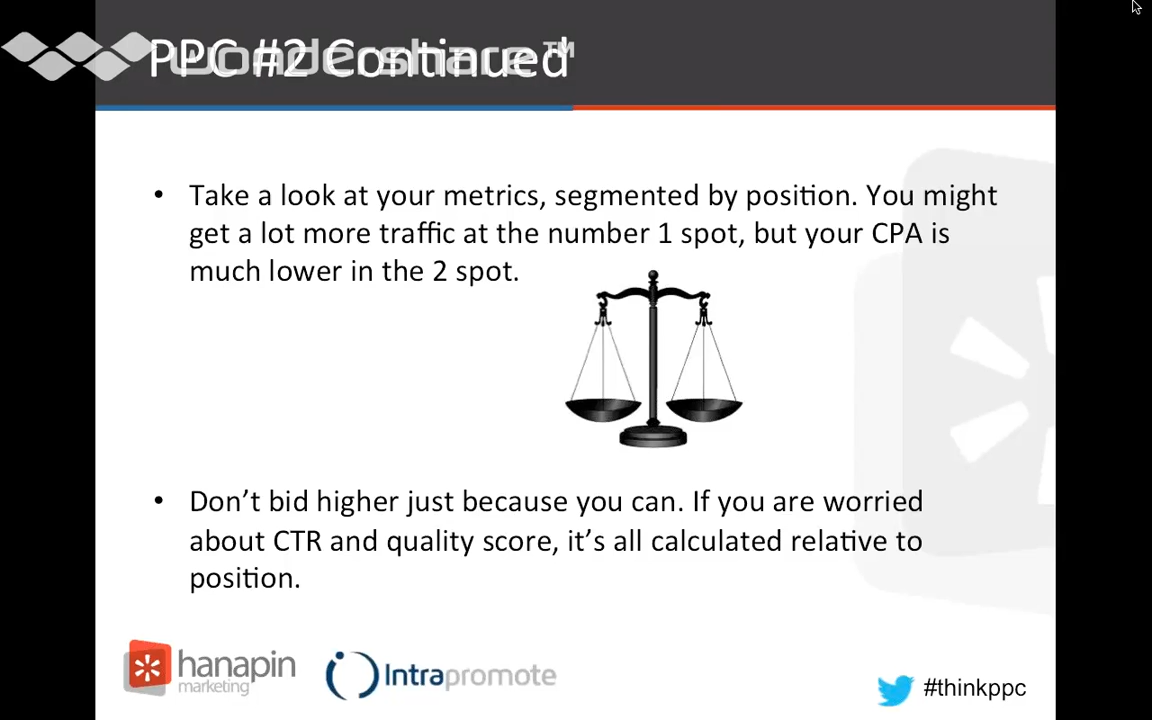 PPC #2 Continued
wondershare™
• Take a look at your metrics, segmented by position. You might
get a lot more traffic at the number 1 spot, but your CPA is
much lower in the 2 spot.
• Don’t bid higher just because you can. If you are worried
about CTR and quality score, it’s all calculated relative to
position.
hanapin
marketing
Intrapromote
#thinkppc